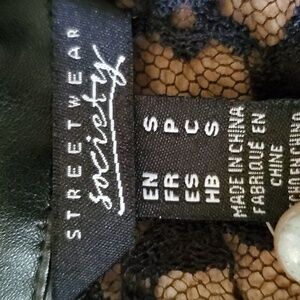 STREETWEAR
society
EN S
FR P
ES C
HB S
MADE IN CHINA
FABRIQUÉ EN
CHINE